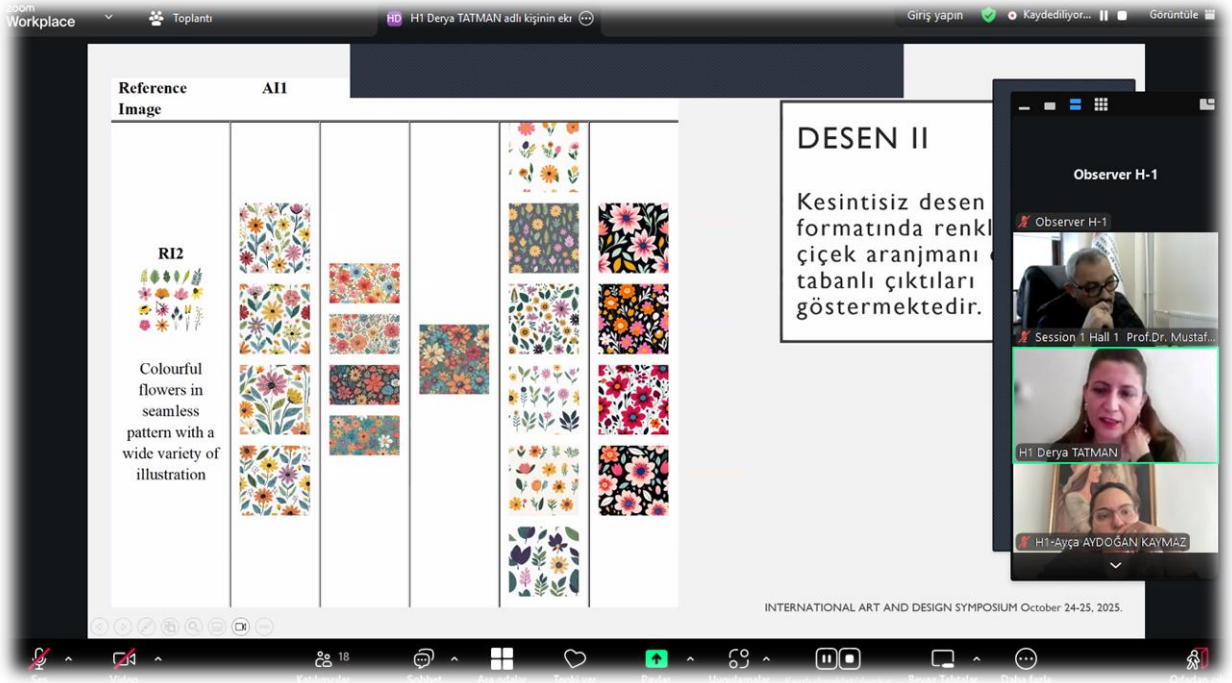 zoom
Workplace
Toplantı
HD H1 Derya TATMAN adlı kişinin ekr
Giriş yapın
Kaydediliyor...
Görüntüle
Reference Image
AI1
RI2
Colourful
flowers in
seamless
pattern with a
wide variety of
illustration
DESEN II
Kesintisiz desen
formatında renkl
çiçek aranjmanı
tabanlı çıktıları
göstermektedir.
Observer H-1
Observer H-1
Session 1 Hall 1 Prof.Dr. Mustaf...
H1 Derya TATMAN
H1-Ayça AYDOĞAN KAYMAZ
INTERNATIONAL ART AND DESIGN SYMPOSIUM October 24-25, 2025.
18